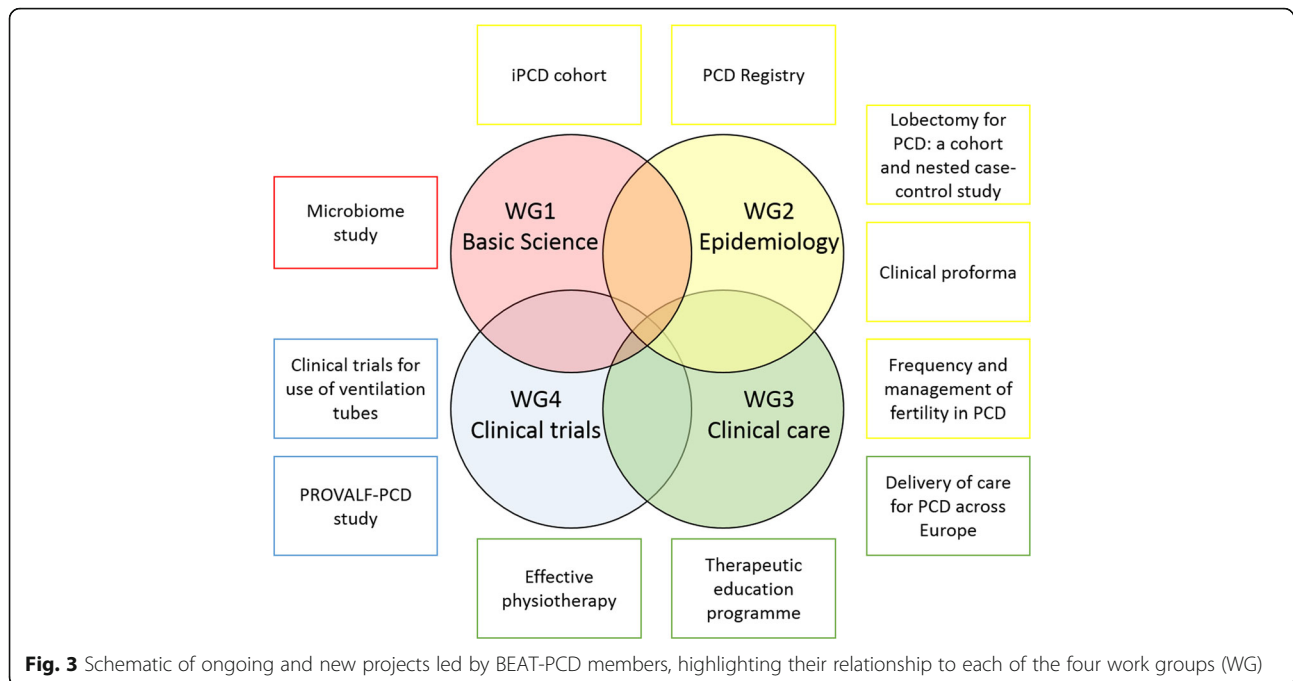 iPCD cohort
PCD Registry
Lobectomy for
PCD: a cohort
and nested case-
control study
Microbiome
study
WG1
Basic Science
WG2
Epidemiology
Clinical proforma
Clinical trials for
use of ventilation
tubes
WG4
Clinical trials
WG3
Clinical care
Frequency and
management of
fertility in PCD
PROVALF-PCD
study
Delivery of care
for PCD across
Europe
Effective
physiotherapy
Therapeutic
education
programme
Fig. 3 Schematic of ongoing and new projects led by BEAT-PCD members, highlighting their relationship to each of the four work groups (WG)